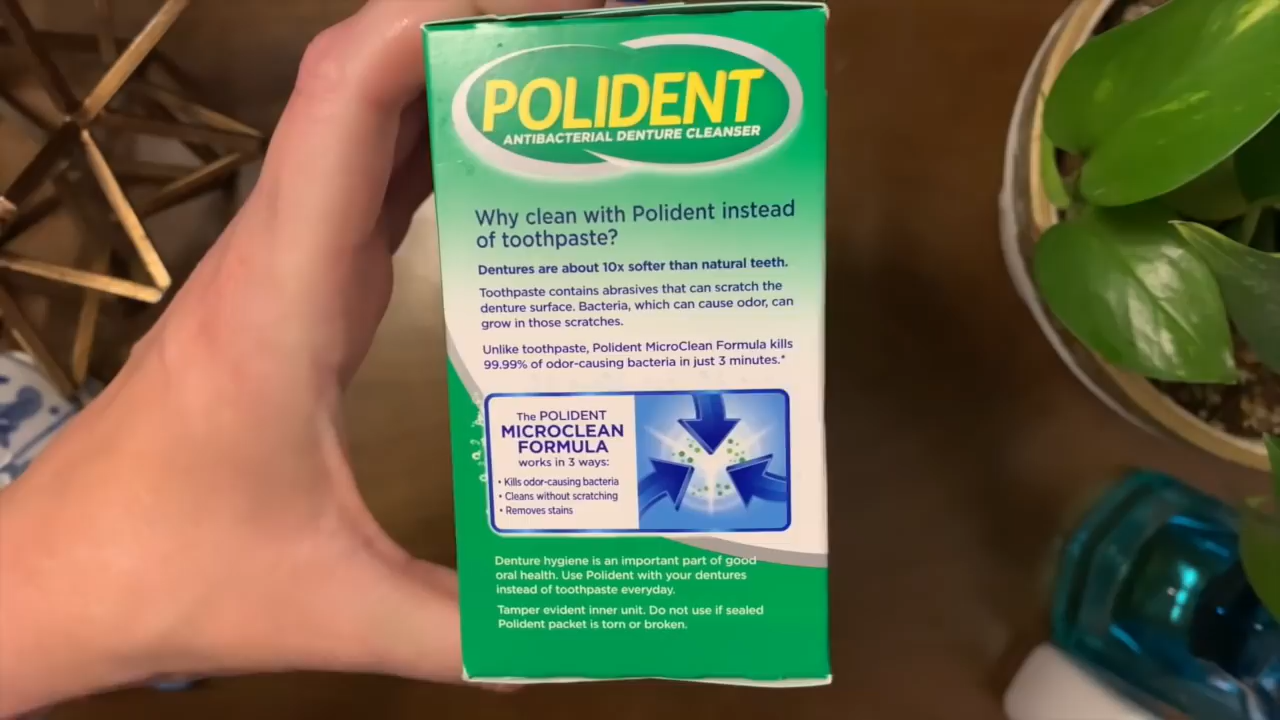 POLIDENT
ANTIBACTERIAL DENTURE CLEANSER
Why clean with Polident instead
of toothpaste?
Dentures are about 10x softer than natural teeth.
Toothpaste contains abrasives that can scratch the
denture surface. Bacteria, which can cause odor, can
grow in those scratches.
Unlike toothpaste, Polident MicroClean Formula kills
99.99% of odor-causing bacteria in just 3 minutes.*
The POLIDENT
MICROCLEAN
FORMULA
works in 3 ways:
• Kills odor-causing bacteria
• Cleans without scratching
• Removes stains
Denture hygiene is an important part of good
oral health. Use Polident with your dentures
instead of toothpaste everyday.
Tamper evident inner unit. Do not use if sealed
Polident packet is torn or broken.